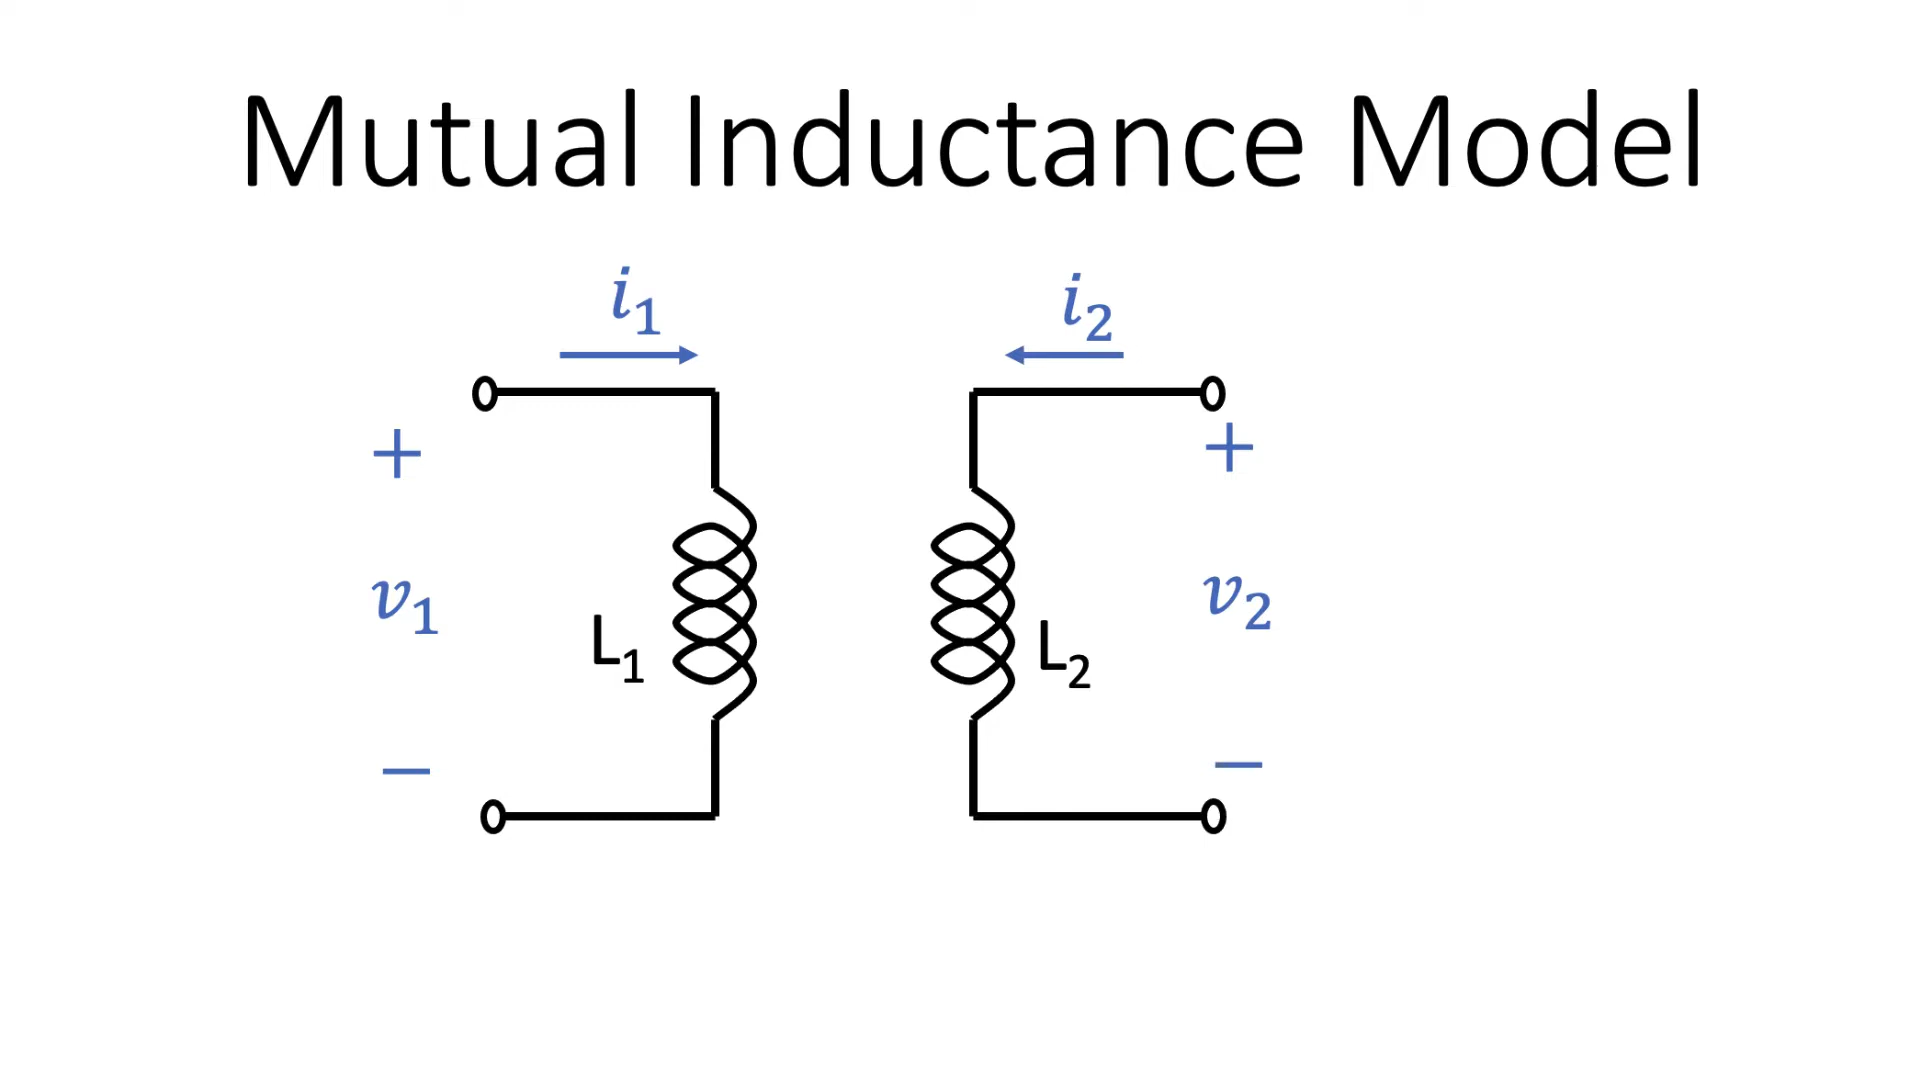 Mutual Inductance Model
i₁ i₂
+ +
v₁ v₂
L₁ L₂
− −